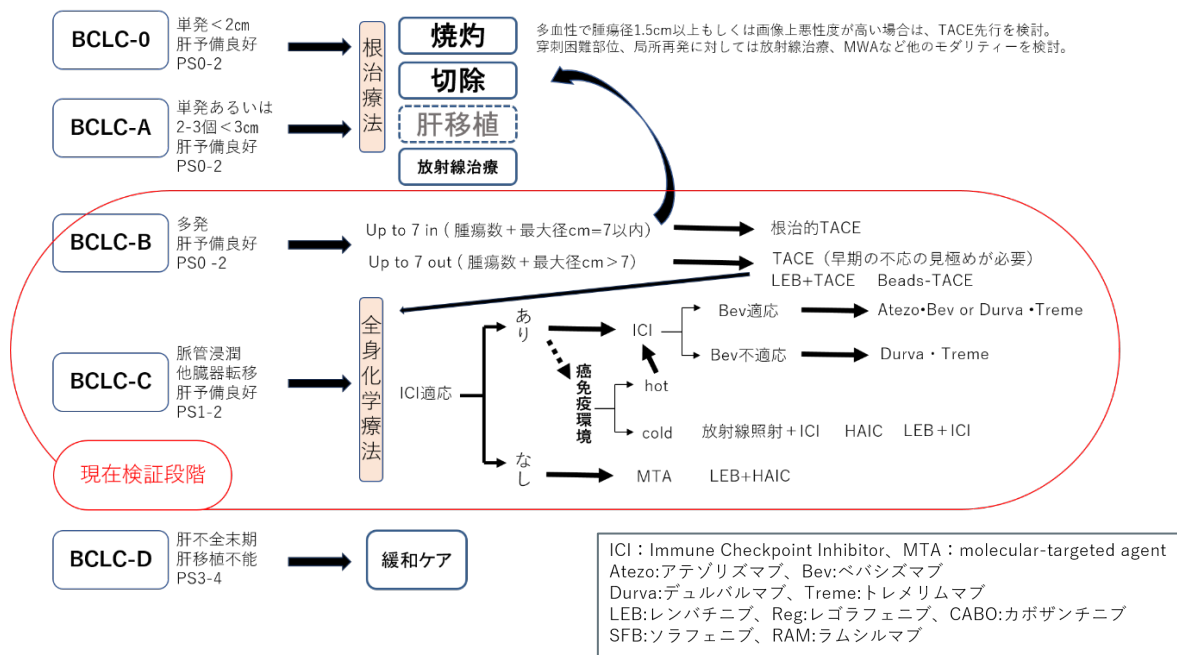 BCLC-0
単発<2cm
肝予備良好
PS0-2
BCLC-A
単発あるいは
2-3個<3cm
肝予備良好
PS0-2
根治療法
焼灼
切除
肝移植
放射線治療
多血性で腫瘍径1.5cm以上もしくは画像上悪性度が高い場合は、TACE先行を検討。
穿刺困難部位、局所再発に対しては放射線治療、MWAなど他のモダリティーを検討。
BCLC-B
多発
肝予備良好
PS0 -2
Up to 7 in ( 腫瘍数+最大径cm=7以内)
根治的TACE
Up to 7 out ( 腫瘍数+最大径cm>7)
TACE(早期の不応の見極めが必要)
LEB+TACE Beads-TACE
BCLC-C
脈管浸潤
他臓器転移
肝予備良好
PS1-2
全身化学療法
ICI適応
あり
ICI
Bev適応
Atezo•Bev or Durva •Treme
Bev不適応
Durva・Treme
癌免疫環境
hot
cold
放射線照射+ICI HAIC LEB+ICI
なし
MTA LEB+HAIC
現在検証段階
BCLC-D
肝不全末期
肝移植不能
PS3-4
緩和ケア
ICI:Immune Checkpoint Inhibitor、MTA:molecular-targeted agent
Atezo:アテゾリズマブ、Bev:ベバシズマブ
Durva:デュルバルマブ、Treme:トレメリムマブ
LEB:レンバチニブ、Reg:レゴラフェニブ、CABO:カボザンチニブ
SFB:ソラフェニブ、RAM:ラムシルマブ